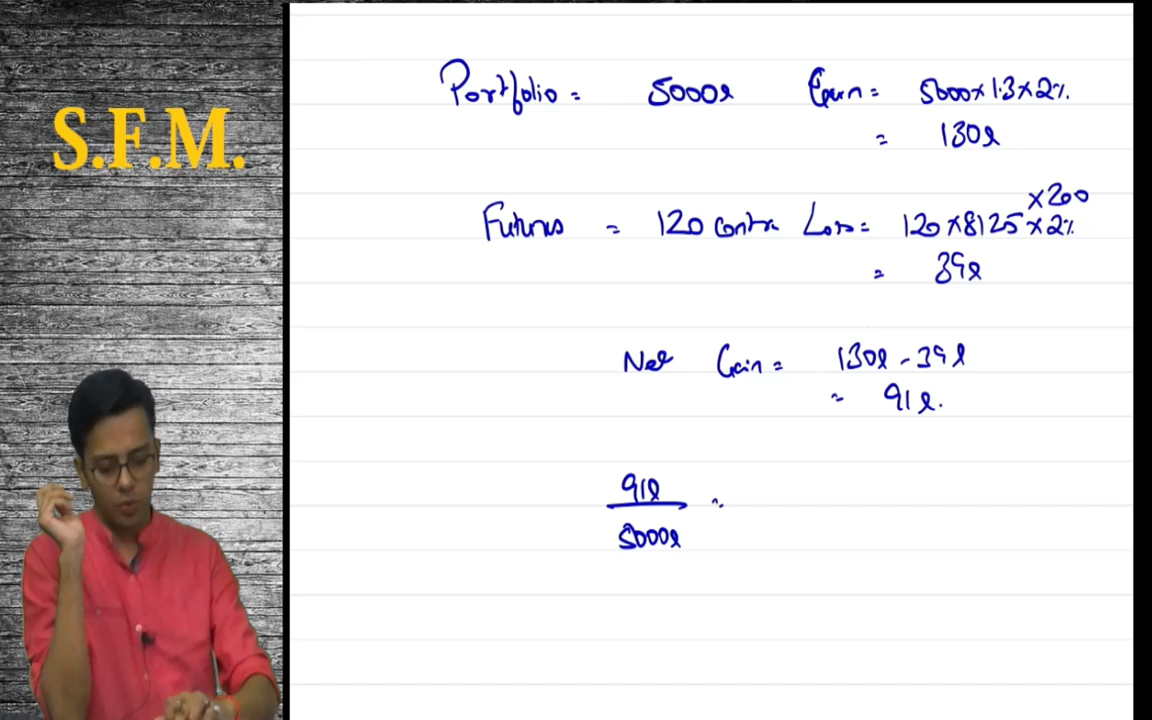 S.F.M.
Portfolio = 5000l Gain = 5000 x 1.3 x 2%.
= 130l
x 200
Futures = 120 contra Loss = 120 x 8125 x 2%
= 39l
Net Gain = 130l - 39l
= 91l.
91l =
5000l